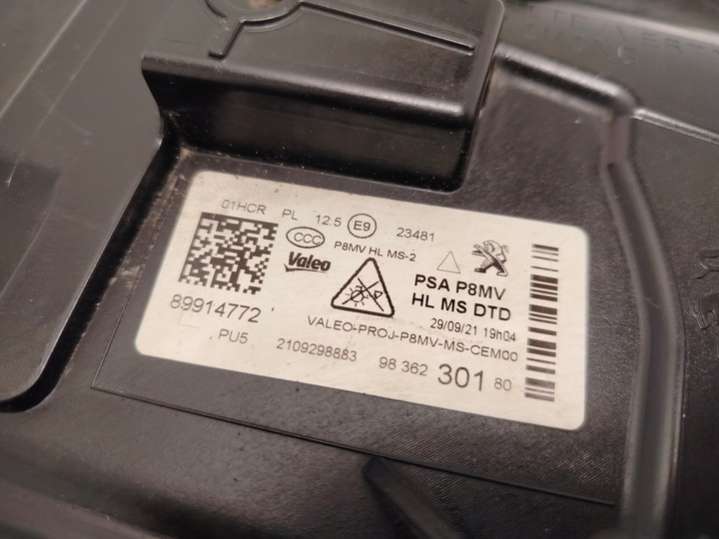 01HCR PL 12.5 E9 23481
CCC P8MV HL MS-2
Valeo
PSA P8MV
HL MS DTD
29/09/21 19h04
89914772
VALEO-PROJ-P8MV-MS-CEM00
PU5 2109298883 98 362 301 80